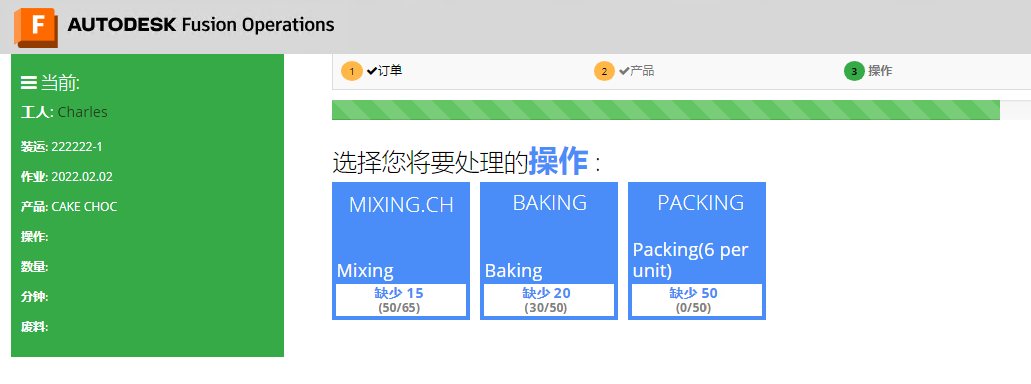 F AUTODESK Fusion Operations
当前:
工人: Charles
装运: 222222-1
作业: 2022.02.02
产品: CAKE CHOC
操作:
数量:
分钟:
废料:
1 订单
2 产品
3 操作
选择您将要处理的操作 :
MIXING.CH
Mixing
缺少 15
(50/65)
BAKING
Baking
缺少 20
(30/50)
PACKING
Packing(6 per
unit)
缺少 50
(0/50)